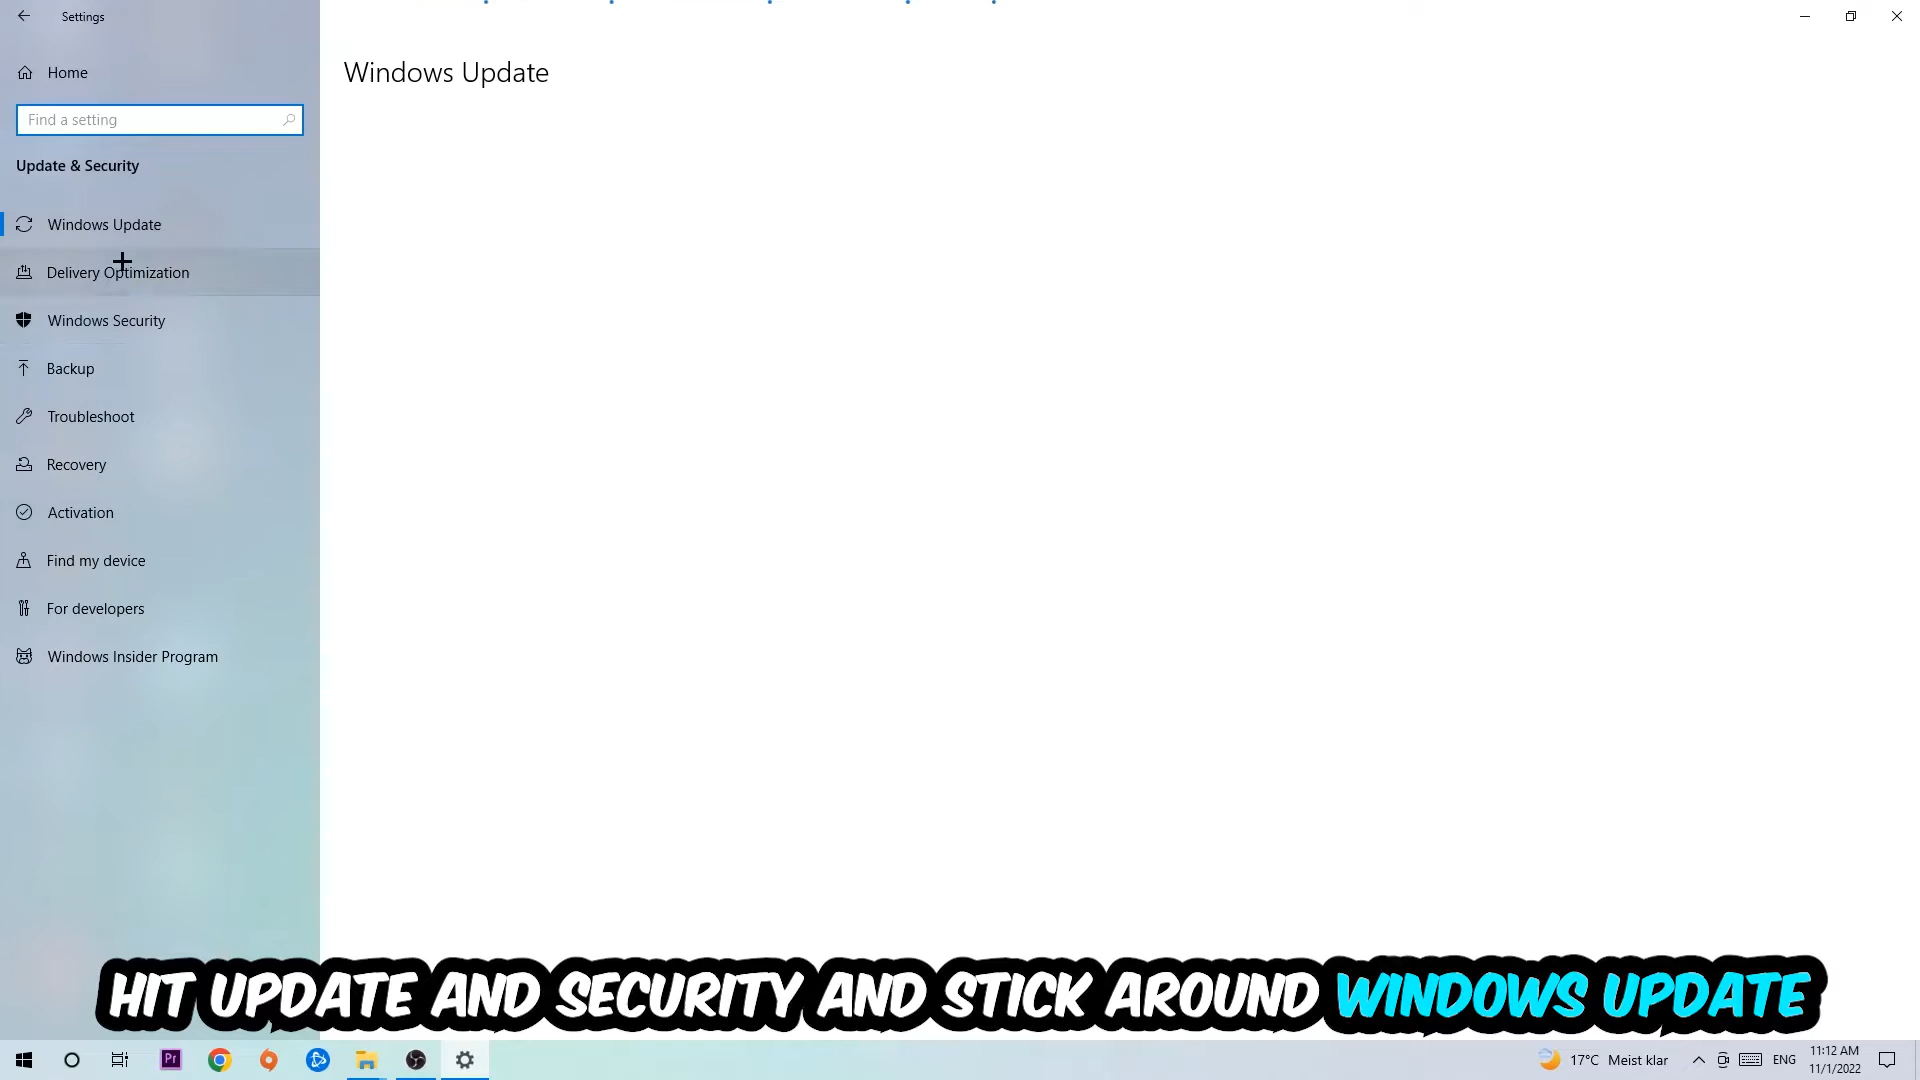 Settings
Home
Find a setting
Update & Security
Windows Update
Delivery Optimization
Windows Security
Backup
Troubleshoot
Recovery
Activation
Find my device
For developers
Windows Insider Program
Windows Update
HIT UPDATE AND SECURITY AND STICK AROUND WINDOWS UPDATE
Pr
17°C Meist klar
ENG
11:12 AM
11/1/2022